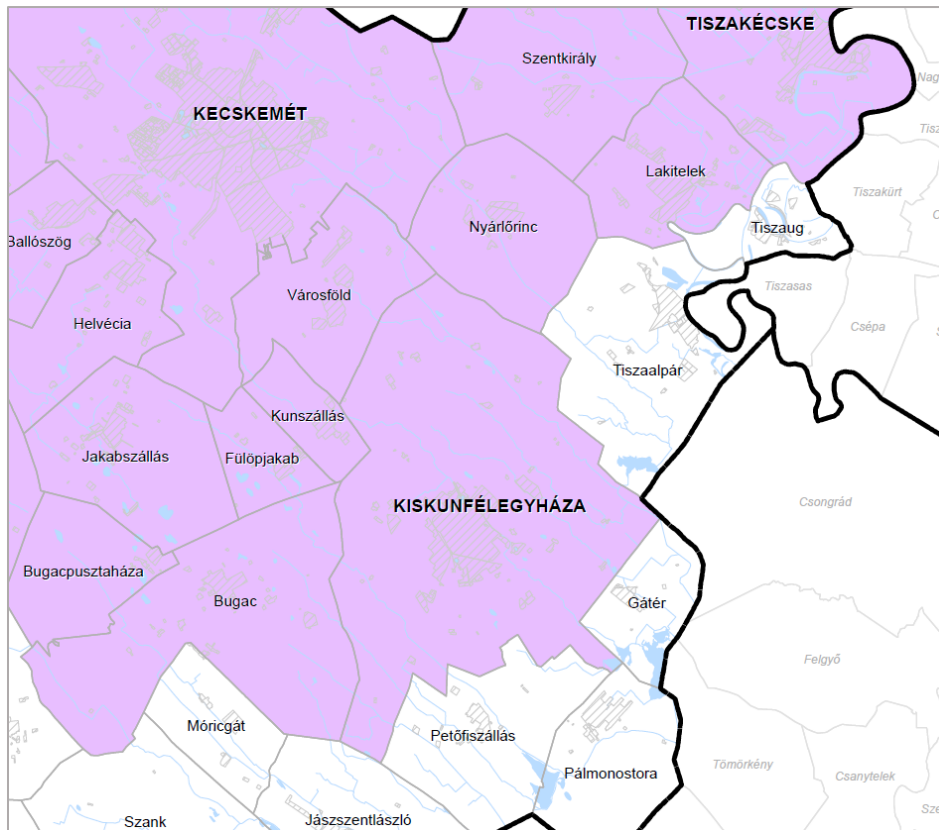 TISZAKÉCSKE
Szentkirály
KECSKEMÉT
Lakitelek
Tiszakürt
Nyárlőrinc
Tiszaug
Ballószög
Városföld
Tiszasas
Helvécia
Csépa
Tiszaalpár
Kunszállás
Jakabszállás
Fülöpjakab
KISKUNFÉLEGYHÁZA
Csongrád
Bugacpusztaháza
Bugac
Gátér
Felgyő
Móricgát
Petőfiszállás
Pálmonostora
Tömörkény
Csanytelek
Szank
Jászszentlászló